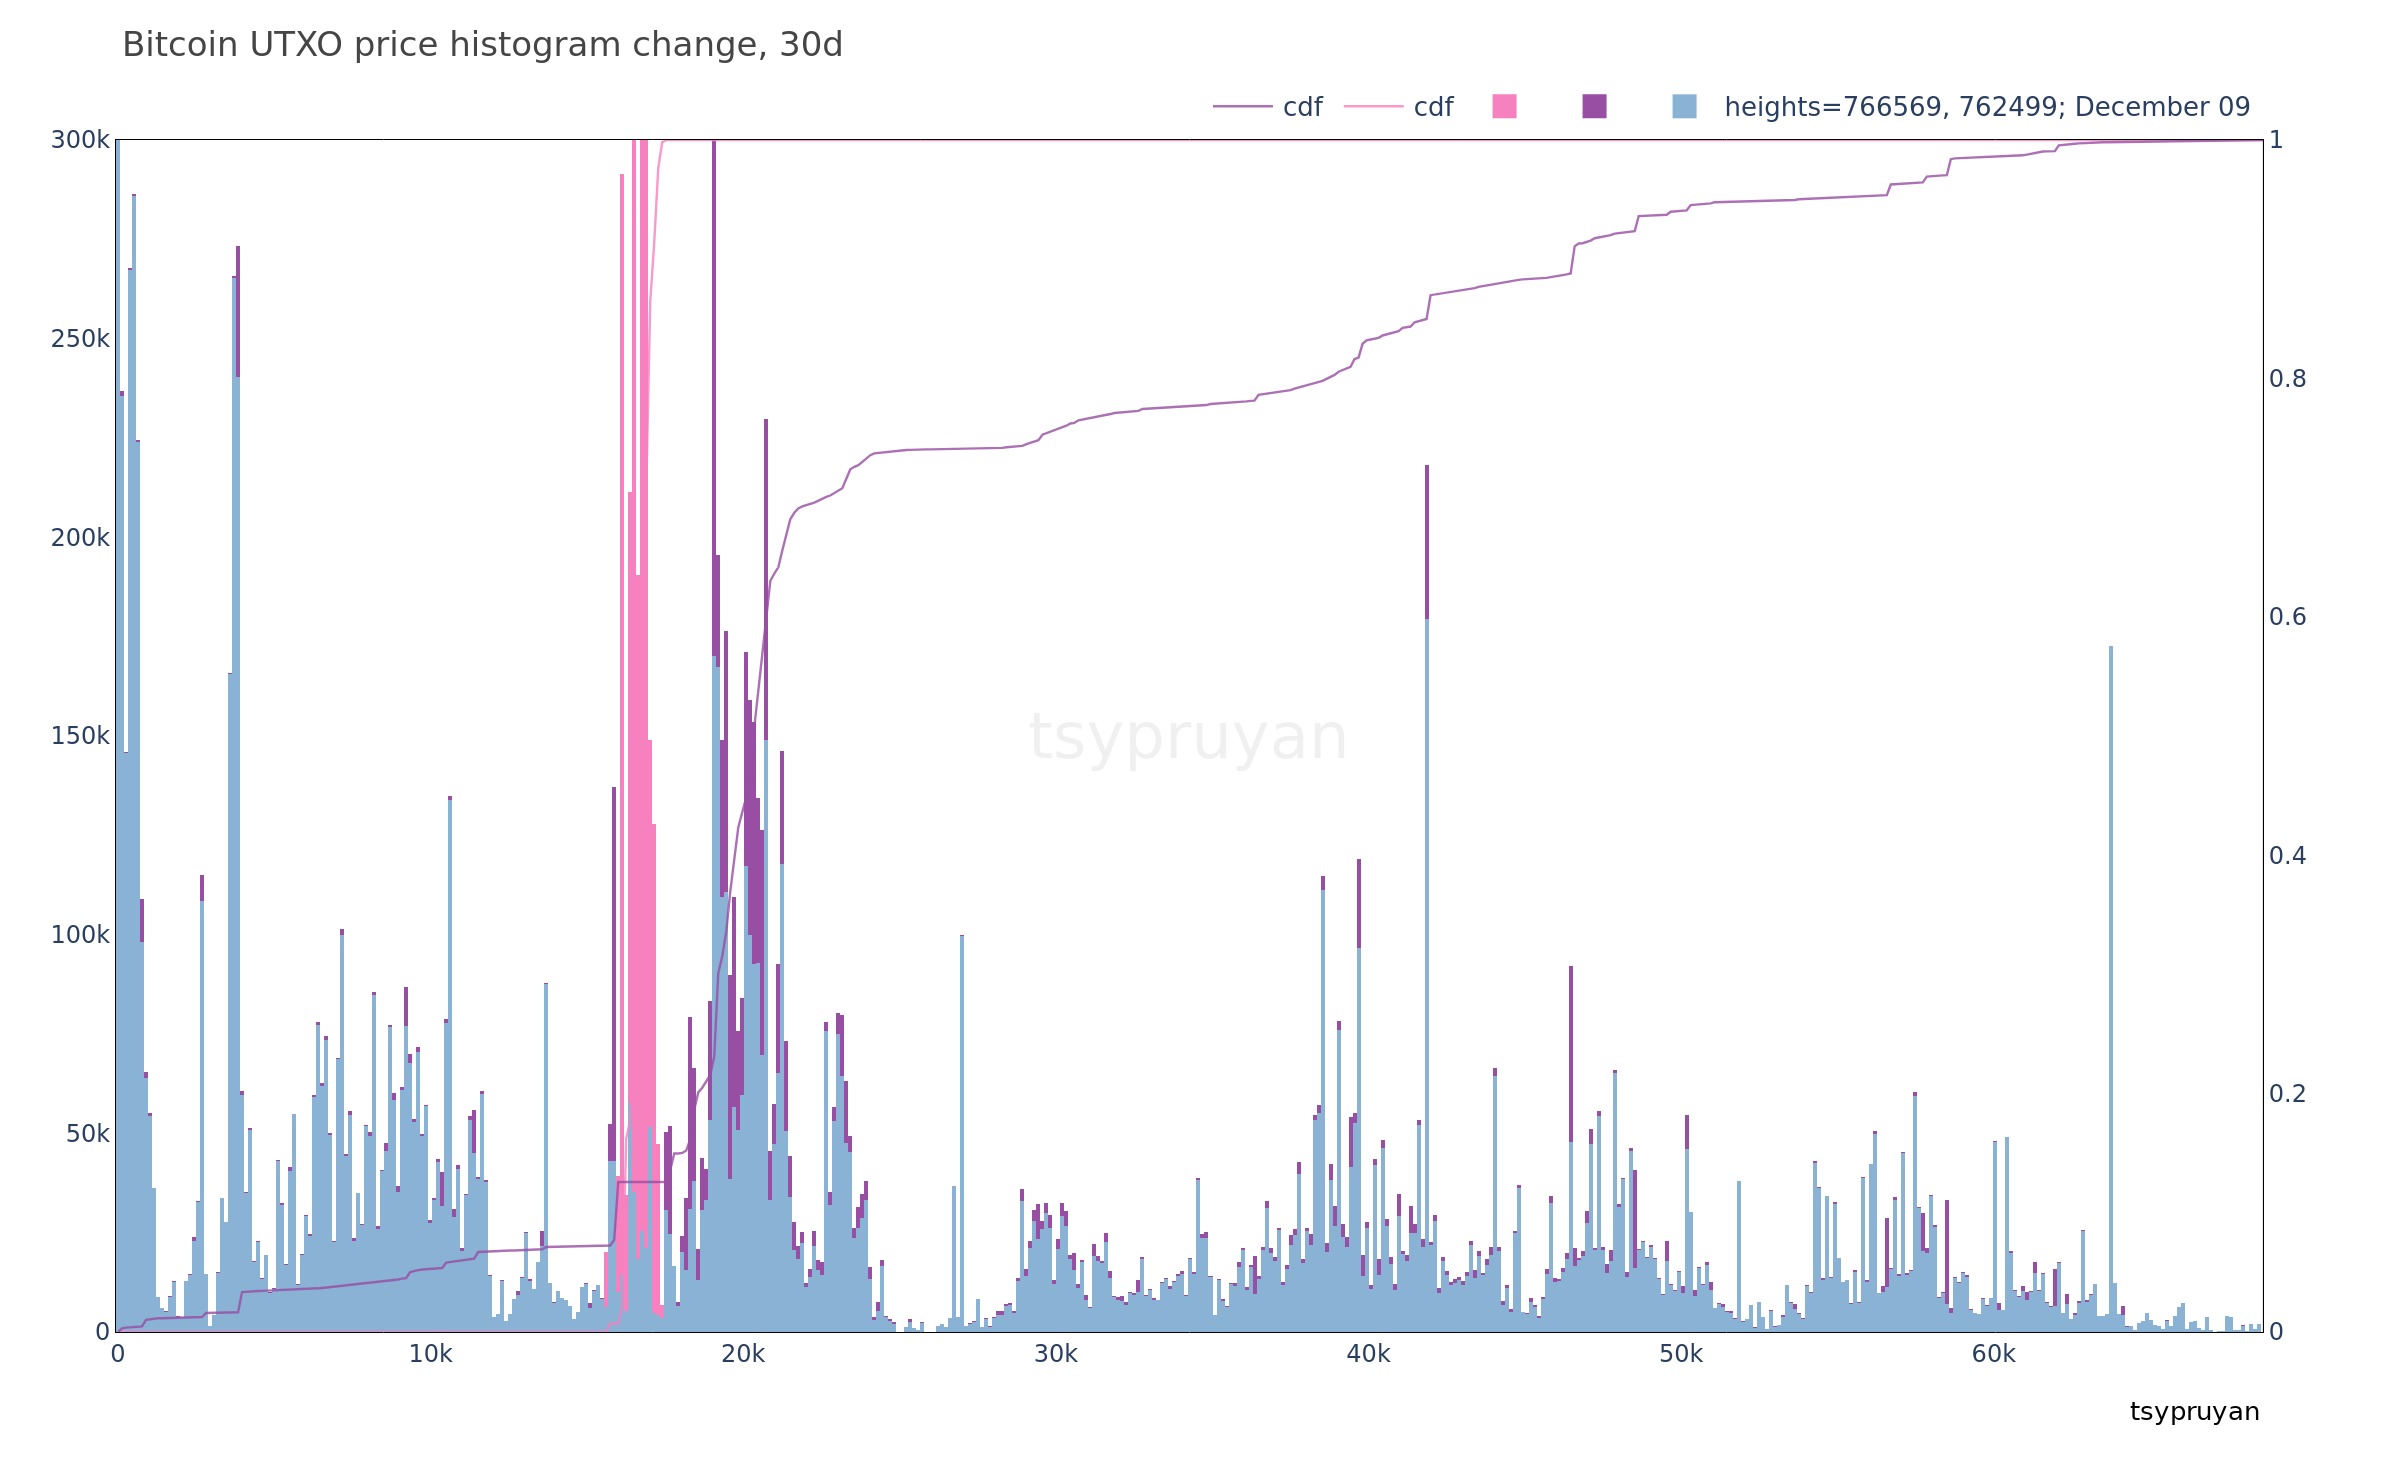 Bitcoin UTXO price histogram change, 30d
cdf cdf heights=766569, 762499; December 09
300k
250k
200k
150k
100k
50k
0
1
0.8
0.6
0.4
0.2
0
tsypruyan
0 10k 20k 30k 40k 50k 60k
tsypruyan